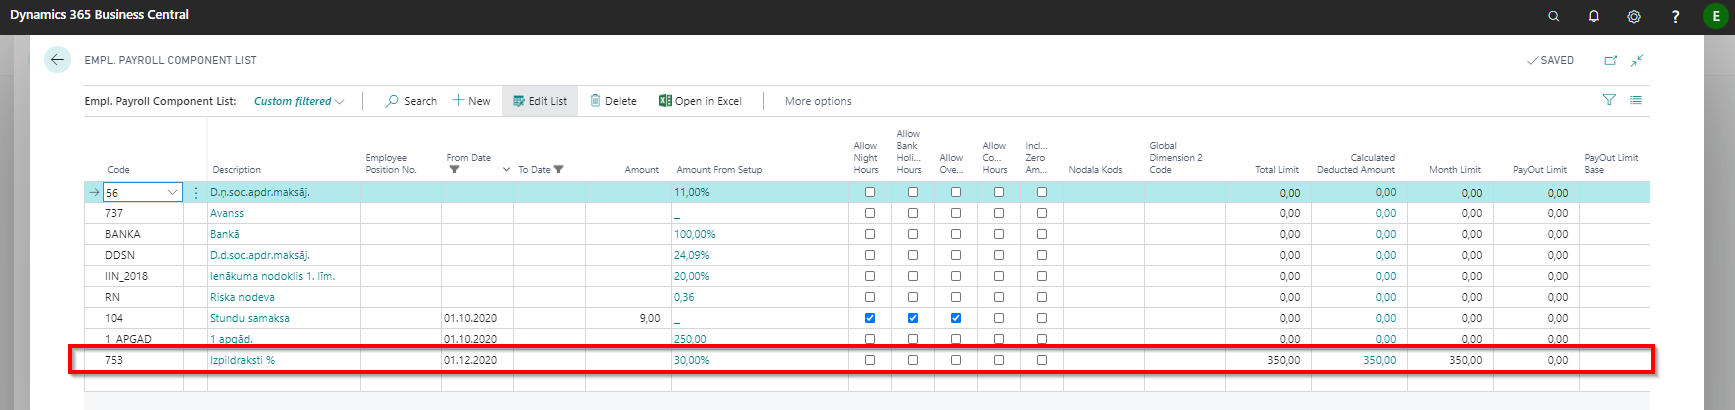 Dynamics 365 Business Central
E
EMPL. PAYROLL COMPONENT LIST
SAVED
Empl. Payroll Component List: Custom filtered Search New Edit List Delete Open in Excel More options
Code Description Employee Position No. From Date To Date Amount Amount From Setup Allow Night Hours Allow Bank Holi... Hours Allow Ove... Allow Co... Hours Incl... Zero Am... Nodala Kods Global Dimension 2 Code Total Limit Calculated Deducted Amount Month Limit PayOut Limit PayOut Limit Base
56 D.ņ.soc.apdr.maksāj. 11,00% 0,00 0,00 0,00 0,00
737 Avanss _ 0,00 0,00 0,00 0,00
BANKA Bankā 100,00% 0,00 0,00 0,00 0,00
DDSN D.d.soc.apdr.maksāj. 24,09% 0,00 0,00 0,00 0,00
IIN_2018 Ienākuma nodoklis 1. līm. 20,00% 0,00 0,00 0,00 0,00
RN Riska nodeva 0,36 0,00 0,00 0,00 0,00
104 Stundu samaksa 01.10.2020 9,00 _ 0,00 0,00 0,00 0,00
1_APGAD 1 apgād. 01.10.2020 250,00 0,00 0,00 0,00 0,00
753 Izpildraksti % 01.12.2020 30,00% 350,00 350,00 350,00 0,00